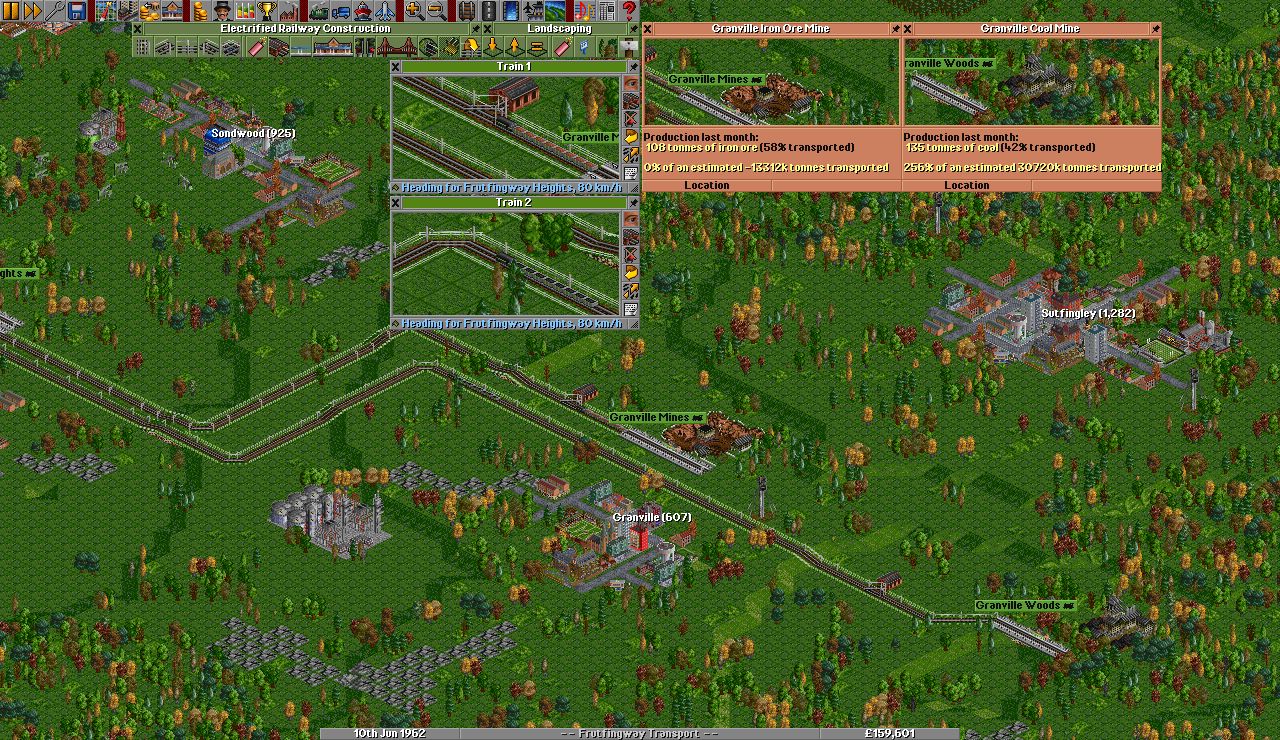 Electrified Railway Construction
Landscaping
Granville Iron Ore Mine
Granville Coal Mine
Train 1
Granville Mines
ranville Woods
Granville M
Production last month:
108 tonnes of iron ore (58% transported)
0% of an estimated -13312k tonnes transported
Location
Production last month:
135 tonnes of coal (42% transported)
256% of an estimated 30720k tonnes transported
Location
Heading for Frutfingway Heights, 80 km/h
Train 2
Heading for Frutfingway Heights, 80 km/h
Sondwood (925)
ghts
Sutfingley (1,282)
Granville Mines
Granville (607)
Granville Woods
10th Jun 1962
-- Frutfingway Transport --
£159,601